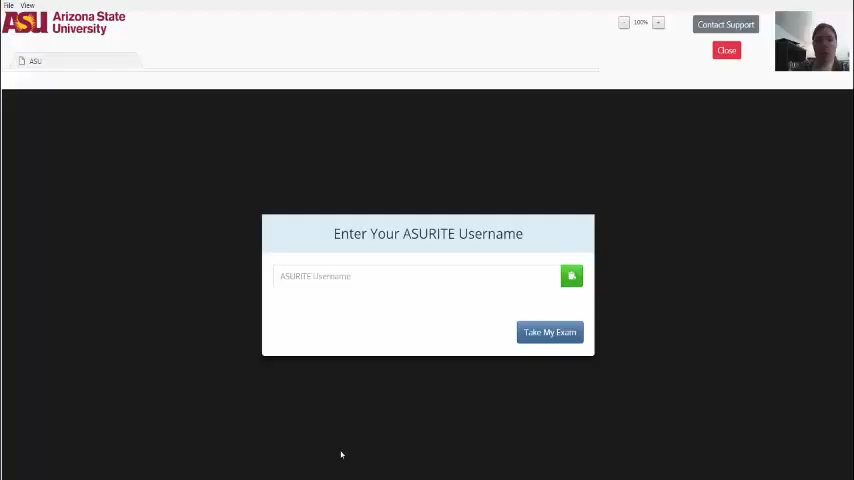 File View
ASU Arizona State
University
- 100% +
Contact Support
Close
ASU
Enter Your ASURITE Username
ASURITE Username
Take My Exam